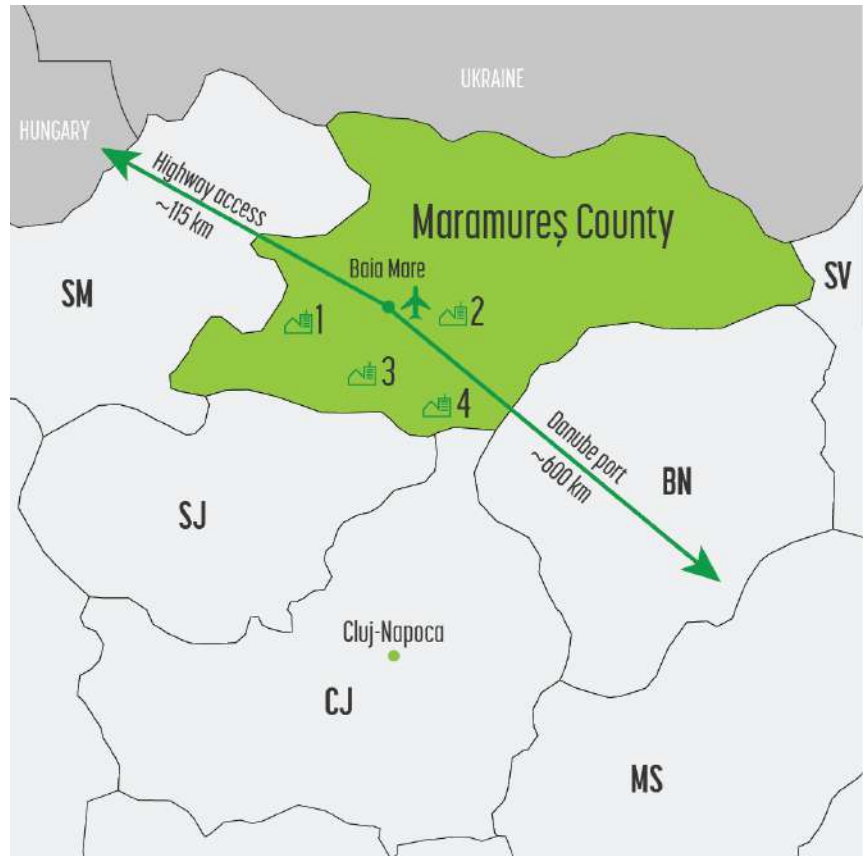 UKRAINE
HUNGARY
Highway access
~115 km
Maramureș County
Baia Mare
SM
SV
1
2
3
4
Danube port
~600 km
BN
SJ
Cluj-Napoca
CJ
MS